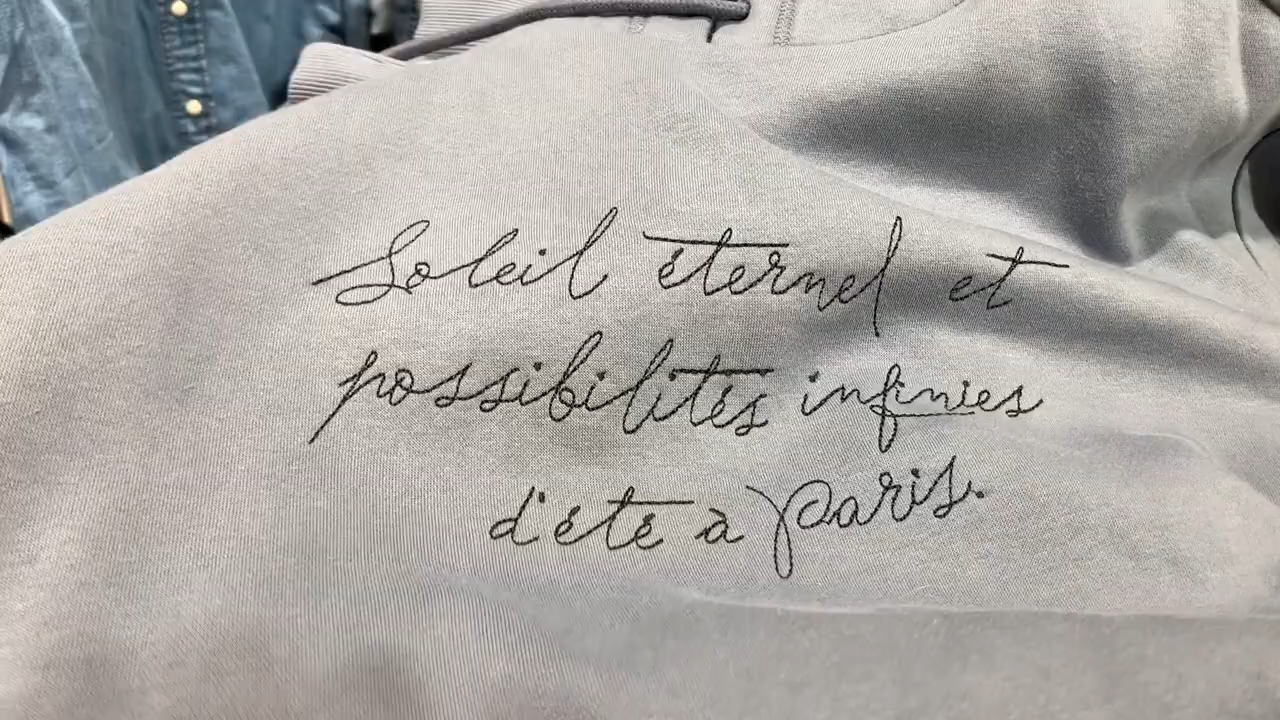 Soleil éternel et
possibilités infinies
d'été à Paris.